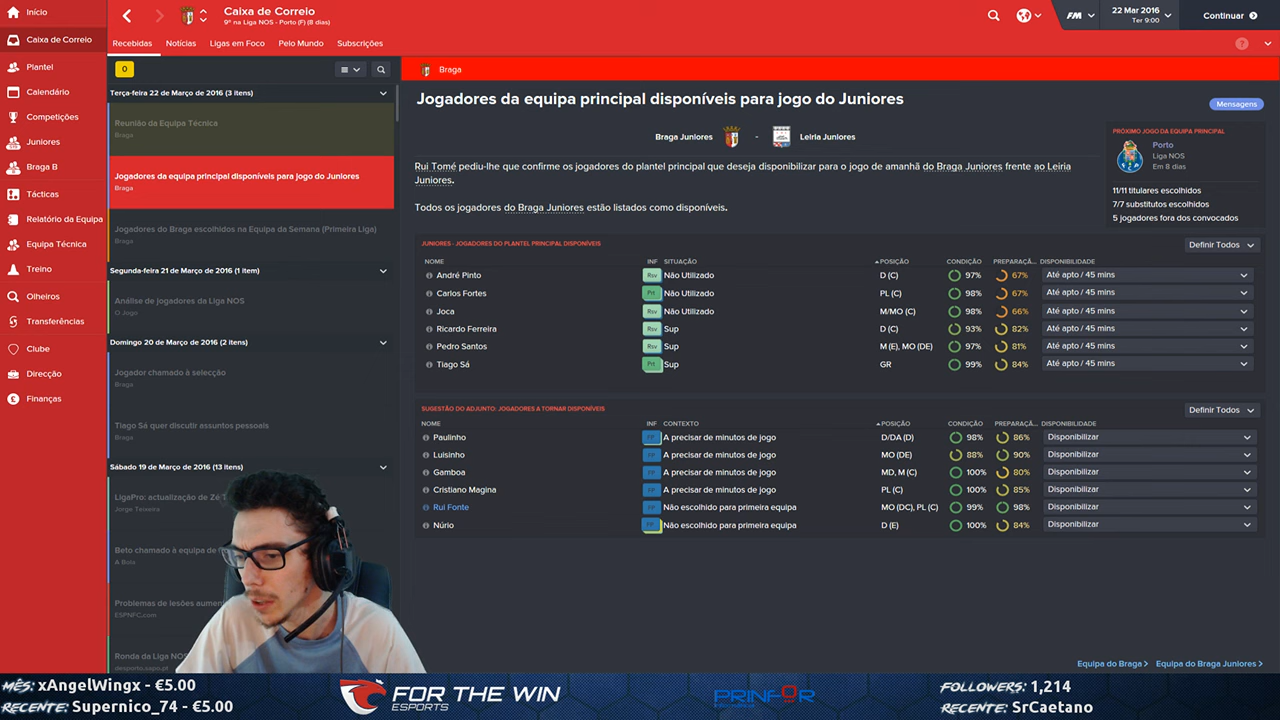 Início
Caixa de Correio
Plantel
Calendário
Competições
Juniores
Braga B
Tácticas
Relatório da Equipa
Equipa Técnica
Treino
Olheiros
Transferências
Clube
Direcção
Finanças
Caixa de Correio
9º na Liga NOS - Porto (F) (8 dias)
FM
22 Mar 2016
Ter 9:00
Continuar
Recebidas
Notícias
Ligas em Foco
Pelo Mundo
Subscrições
?
0
Terça-feira 22 de Março de 2016 (3 itens)
Reunião da Equipa Técnica
Braga
Jogadores da equipa principal disponíveis para jogo do Juniores
Braga
Jogadores do Braga escolhidos na Equipa da Semana (Primeira Liga)
Braga
Segunda-feira 21 de Março de 2016 (1 item)
Análise de jogadores da Liga NOS
O Jogo
Domingo 20 de Março de 2016 (2 itens)
Jogador chamado à selecção
Braga
Tiago Sá quer discutir assuntos pessoais
Braga
Sábado 19 de Março de 2016 (13 itens)
LigaPro: actualização de Zé
Jorge Teixeira
Beto chamado à equipa de
A Bola
Problemas de lesões
ESPNFC.com
Ronda da Liga NOS
desporto.sapo.pt
Braga
Jogadores da equipa principal disponíveis para jogo do Juniores
Mensagens
Braga Juniores - Leiria Juniores
Rui Tomé pediu-lhe que confirme os jogadores do plantel principal que deseja disponibilizar para o jogo de amanhã do Braga Juniores frente ao Leiria
Juniores.
Todos os jogadores do Braga Juniores estão listados como disponíveis.
PRÓXIMO JOGO DA EQUIPA PRINCIPAL
Porto
Liga NOS
Em 8 dias
11/11 titulares escolhidos
7/7 substitutos escolhidos
5 jogadores fora dos convocados
JUNIORES - JOGADORES DO PLANTEL PRINCIPAL DISPONÍVEIS
Definir Todos
NOME INF SITUAÇÃO POSIÇÃO CONDIÇÃO PREPARAÇÃ... DISPONIBILIDADE
André Pinto Rsv Não Utilizado D (C) 97% 67% Até apto / 45 mins
Carlos Fortes Prt Não Utilizado PL (C) 98% 67% Até apto / 45 mins
Joca Rsv Não Utilizado M/MO (C) 98% 66% Até apto / 45 mins
Ricardo Ferreira Rsv Sup D (C) 93% 82% Até apto / 45 mins
Pedro Santos Rsv Sup M (E), MO (DE) 97% 81% Até apto / 45 mins
Tiago Sá Prt Sup GR 99% 84% Até apto / 45 mins
SUGESTÃO DO ADJUNTO: JOGADORES A TORNAR DISPONÍVEIS
Definir Todos
NOME INF CONTEXTO POSIÇÃO CONDIÇÃO PREPARAÇÃ... DISPONIBILIDADE
Paulinho A precisar de minutos de jogo D/DA (D) 98% 86% Disponibilizar
Luisinho A precisar de minutos de jogo MO (DE) 88% 90% Disponibilizar
Gamboa A precisar de minutos de jogo MD, M (C) 100% 80% Disponibilizar
Cristiano Magina A precisar de minutos de jogo PL (C) 100% 85% Disponibilizar
Rui Fonte Não escolhido para primeira equipa MO (DC), PL (C) 99% 98% Disponibilizar
Núrio Não escolhido para primeira equipa D (E) 100% 84% Disponibilizar
Equipa do Braga >
Equipa do Braga Juniores >
MÊS: xAngelWingx - €5.00
RECENTE: Supernico_74 - €5.00
FOR THE WIN
ESPORTS
PRINFOR
FOLLOWERS: 1,214
RECENTE: SrCaetano